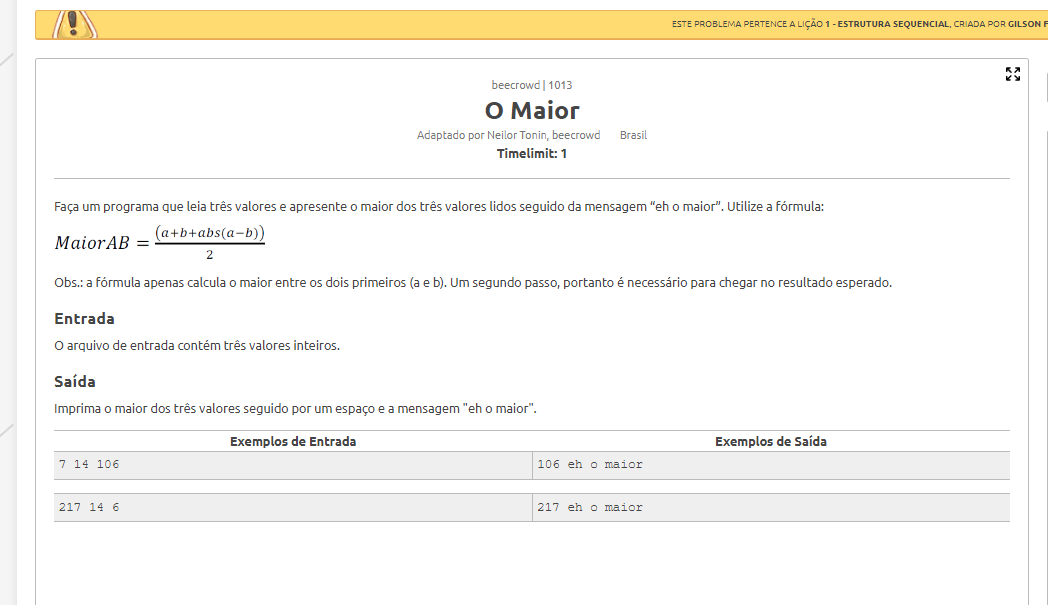 ESTE PROBLEMA PERTENCE A LIÇÃO 1 - ESTRUTURA SEQUENCIAL, CRIADA POR GILSON F
beecrowd | 1013
O Maior
Adaptado por Neilor Tonin, beecrowd Brasil
Timelimit: 1
Faça um programa que leia três valores e apresente o maior dos três valores lidos seguido da mensagem “eh o maior”. Utilize a fórmula:
MaiorAB = (a+b+abs(a−b))
2
Obs.: a fórmula apenas calcula o maior entre os dois primeiros (a e b). Um segundo passo, portanto é necessário para chegar no resultado esperado.
Entrada
O arquivo de entrada contém três valores inteiros.
Saída
Imprima o maior dos três valores seguido por um espaço e a mensagem "eh o maior".
Exemplos de Entrada Exemplos de Saída
7 14 106 106 eh o maior
217 14 6 217 eh o maior